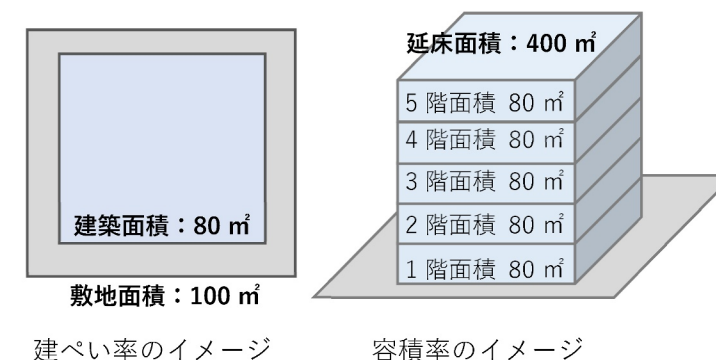 建築面積：80 ㎡
敷地面積：100 ㎡
建ぺい率のイメージ
延床面積：400 ㎡
5 階面積 80 ㎡
4 階面積 80 ㎡
3 階面積 80 ㎡
2 階面積 80 ㎡
1 階面積 80 ㎡
容積率のイメージ